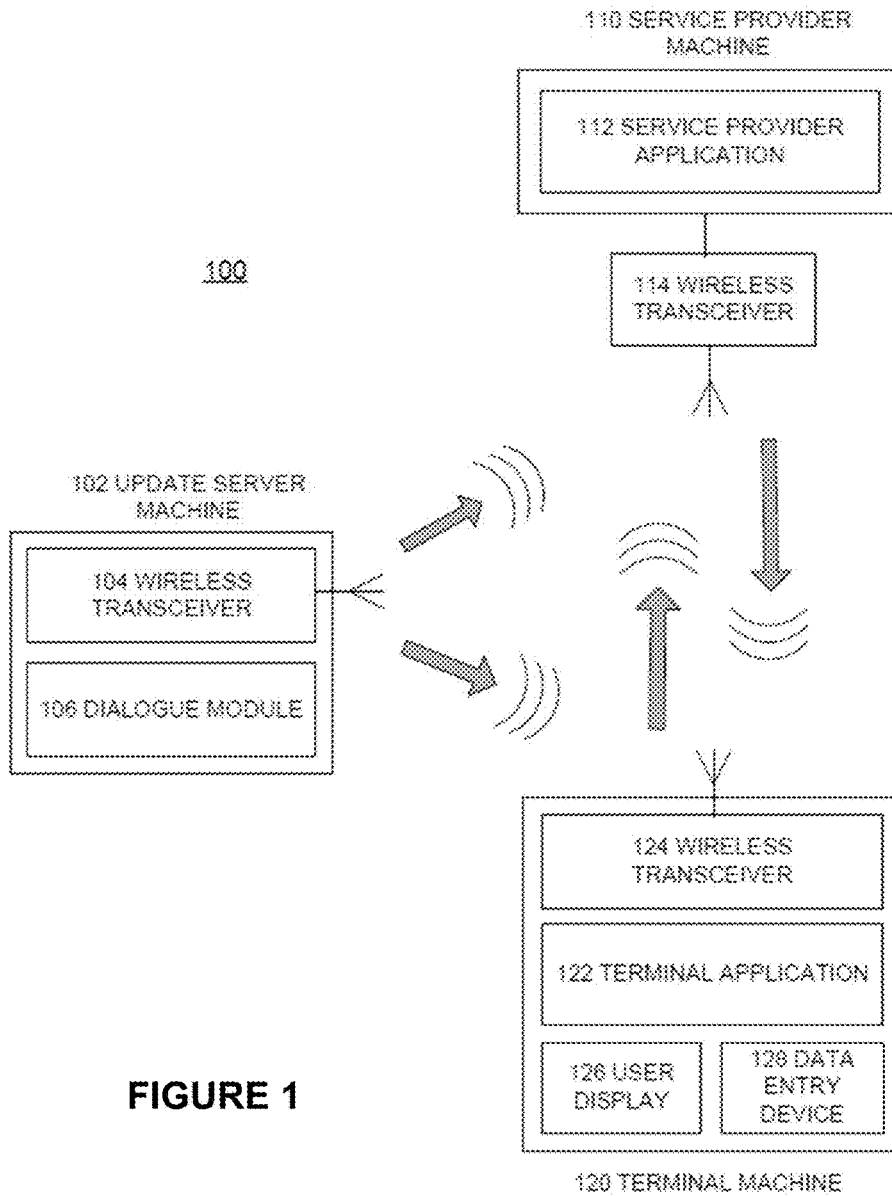 110 SERVICE PROVIDER
MACHINE
112 SERVICE PROVIDER
APPLICATION
100
114 WIRELESS
TRANSCEIVER
102 UPDATE SERVER
MACHINE
104 WIRELESS
TRANSCEIVER
106 DIALOGUE MODULE
124 WIRELESS
TRANSCEIVER
122 TERMINAL APPLICATION
126 USER
DISPLAY
128 DATA
ENTRY
DEVICE
FIGURE 1
120 TERMINAL MACHINE